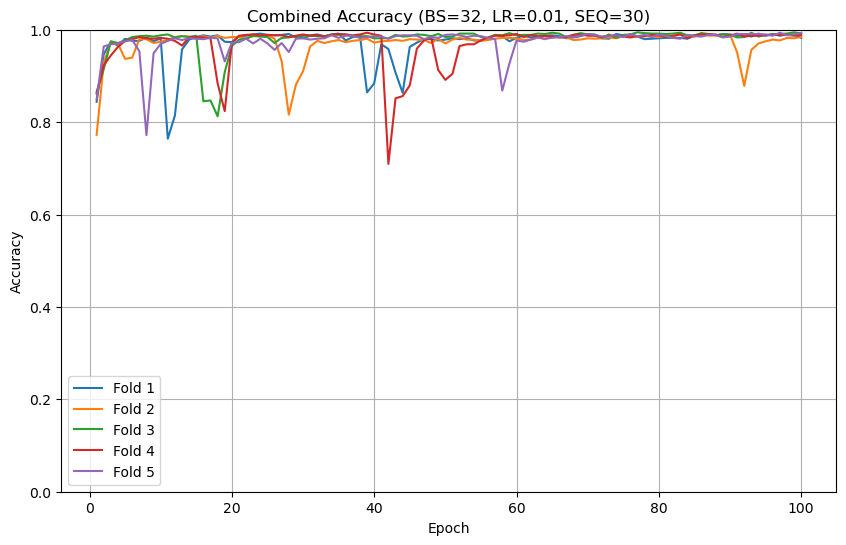 Combined Accuracy (BS=32, LR=0.01, SEQ=30)
1.0
0.8
0.6
0.4
0.2
0.0
Accuracy
Fold 1
Fold 2
Fold 3
Fold 4
Fold 5
0 20 40 60 80 100
Epoch